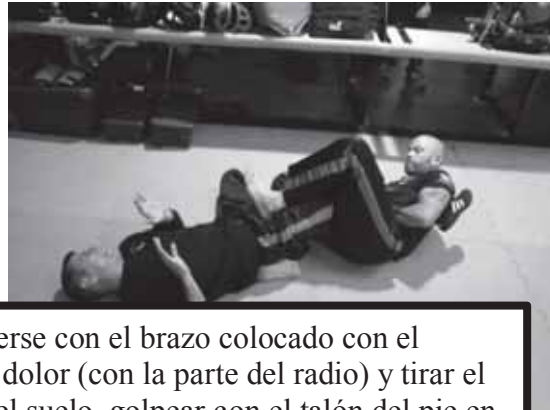 erse con el brazo colocado con el
dolor (con la parte del radio) y tirar el
el suelo, golpear con el talón del pie en